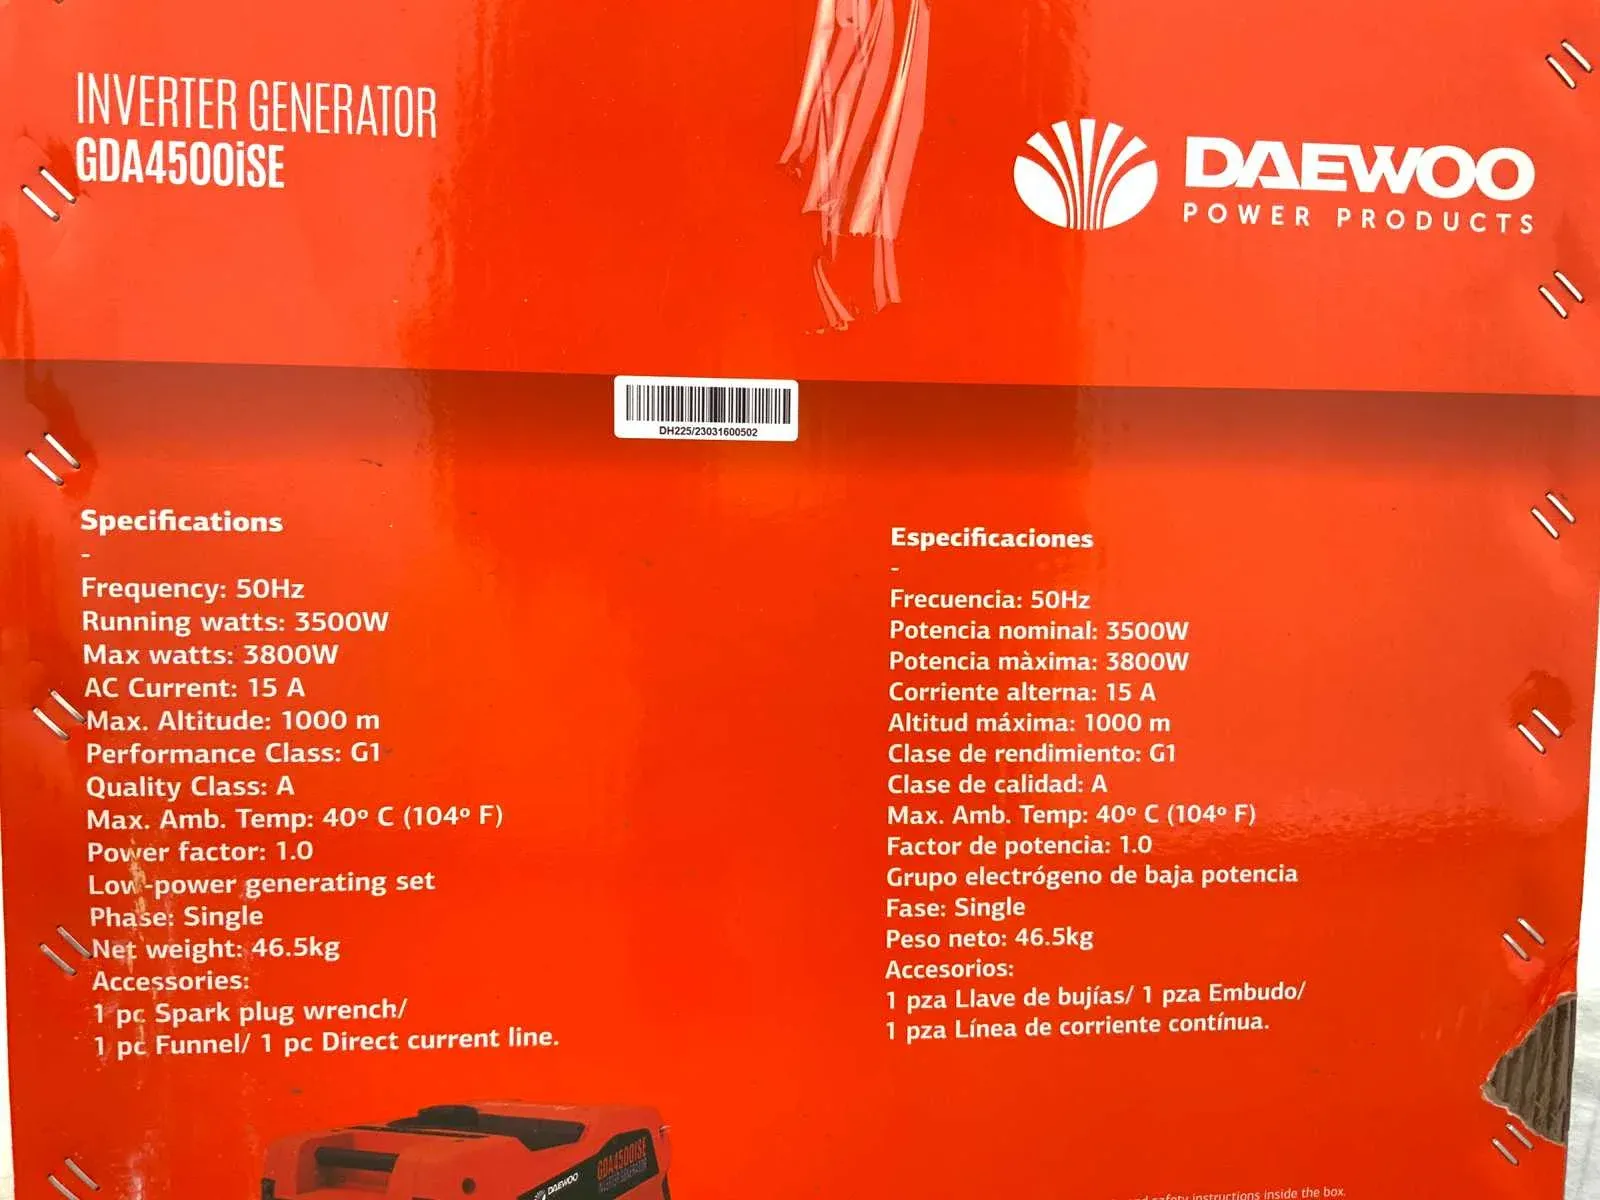 INVERTER GENERATOR
GDA4500iSE
DAEWOO
POWER PRODUCTS
DH225/23031600502
Specifications
-
Frequency: 50Hz
Running watts: 3500W
Max watts: 3800W
AC Current: 15 A
Max. Altitude: 1000 m
Performance Class: G1
Quality Class: A
Max. Amb. Temp: 40º C (104º F)
Power factor: 1.0
Low-power generating set
Phase: Single
Net weight: 46.5kg
Accessories:
1 pc Spark plug wrench/
1 pc Funnel/ 1 pc Direct current line.
Especificaciones
-
Frecuencia: 50Hz
Potencia nominal: 3500W
Potencia màxima: 3800W
Corriente alterna: 15 A
Altitud máxima: 1000 m
Clase de rendimiento: G1
Clase de calidad: A
Max. Amb. Temp: 40º C (104º F)
Factor de potencia: 1.0
Grupo electrógeno de baja potencia
Fase: Single
Peso neto: 46.5kg
Accesorios:
1 pza Llave de bujías/ 1 pza Embudo/
1 pza Línea de corriente contínua.
GDA4500iSE
INVERTER GENERATOR
DAEWOO
safety instructions inside the box.